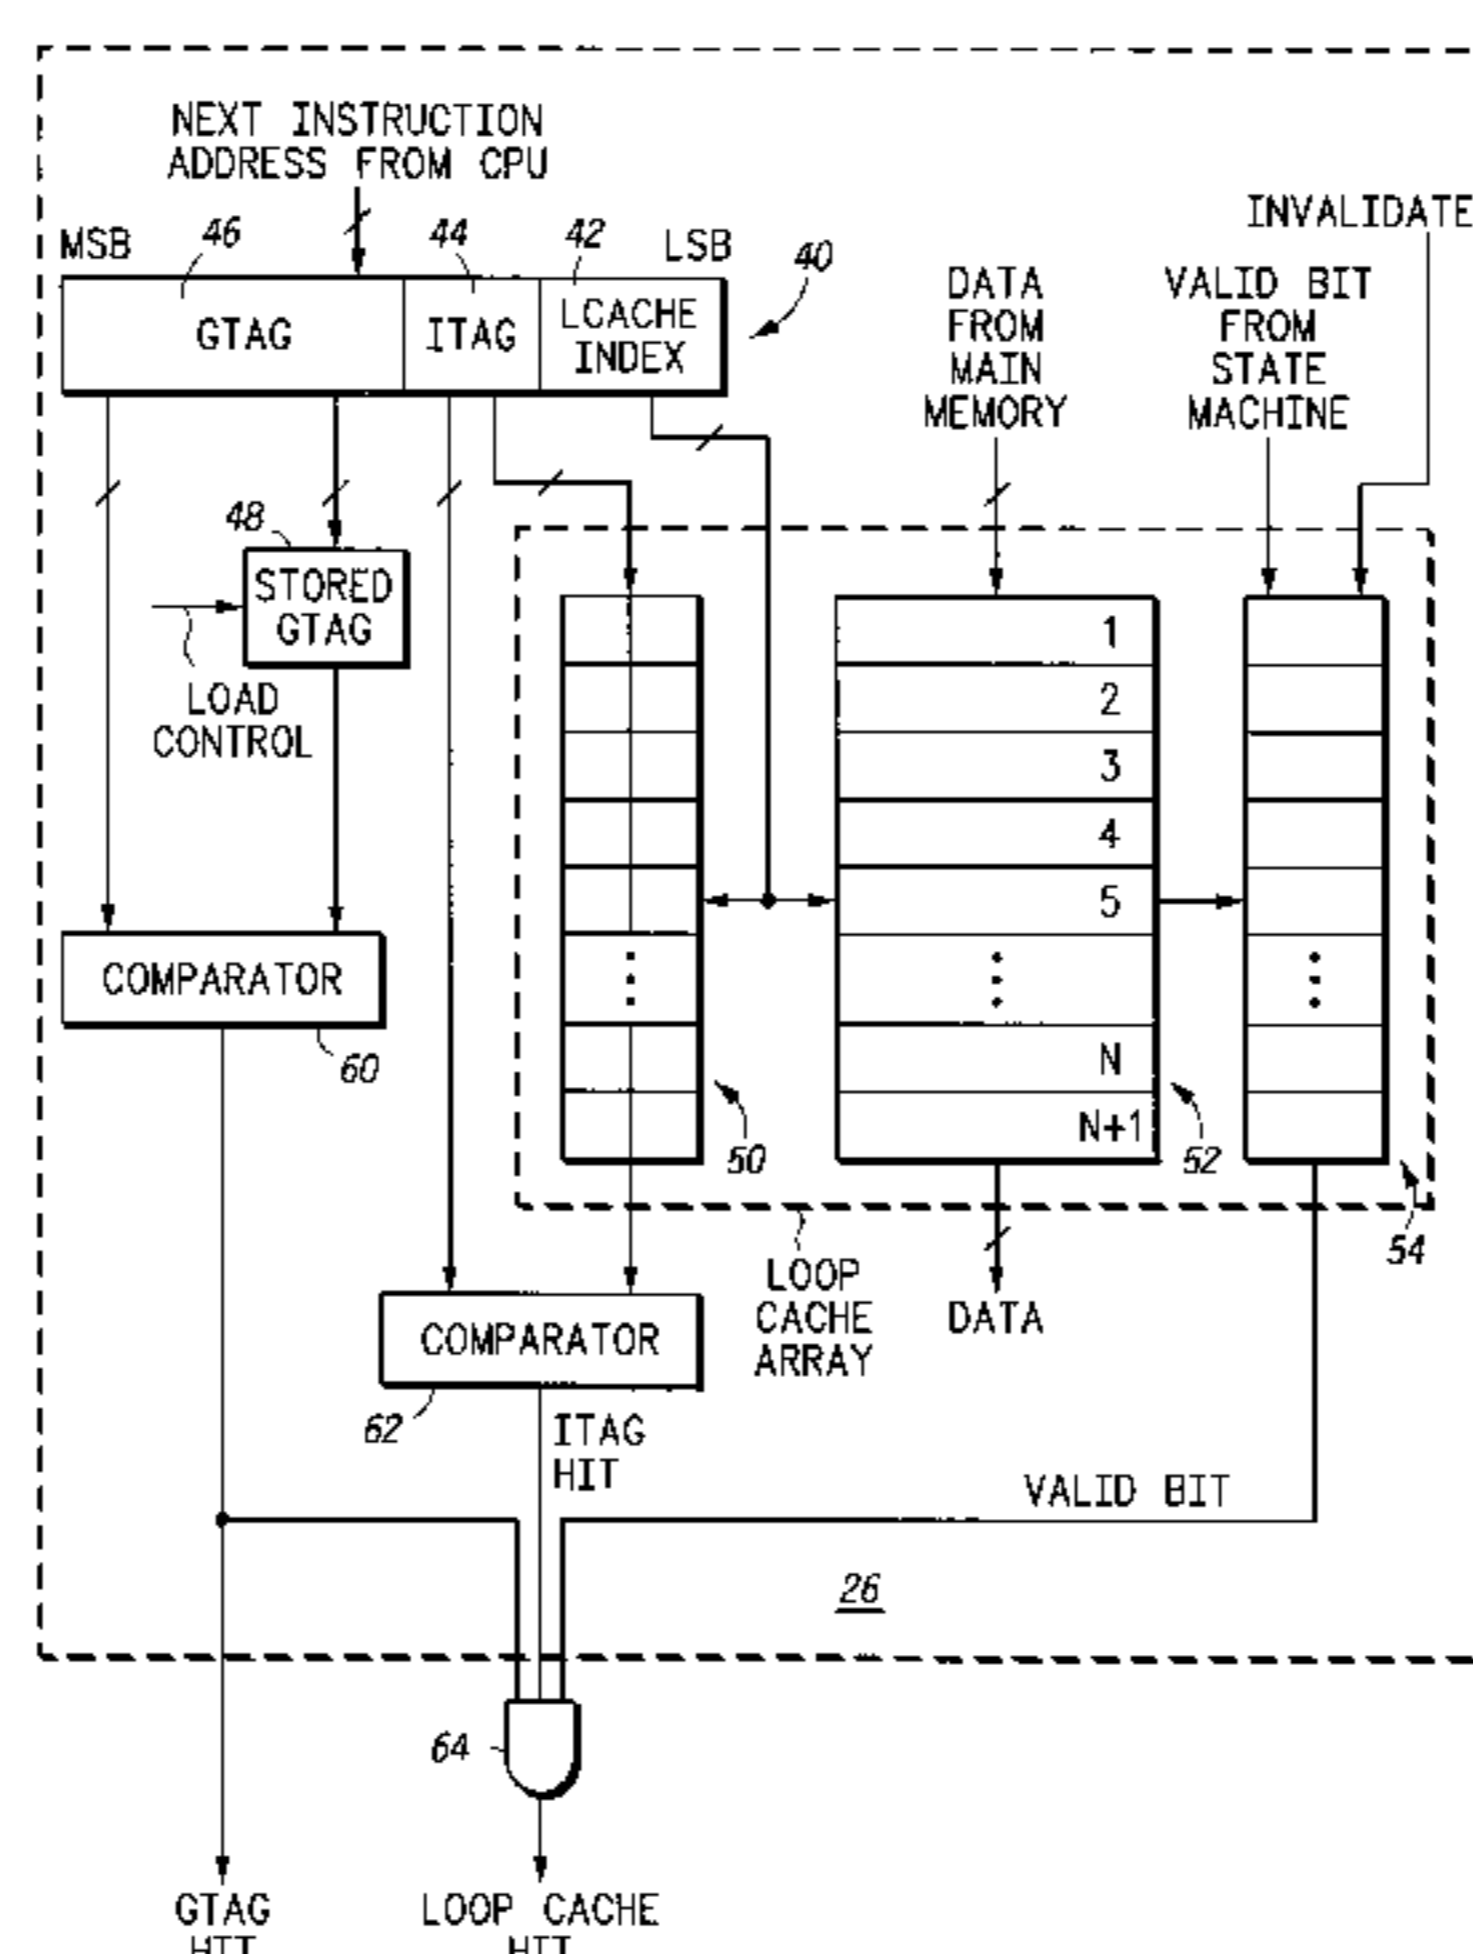 NEXT INSTRUCTION
ADDRESS FROM CPU
MSB
46
44
42
LSB
40
GTAG
ITAG
LCACHE
INDEX
INVALIDATE
DATA
FROM
MAIN
MEMORY
VALID BIT
FROM
STATE
MACHINE
48
STORED
GTAG
LOAD
CONTROL
1
2
3
4
5
N
N+1
COMPARATOR
60
50
52
54
LOOP
CACHE
ARRAY
DATA
COMPARATOR
62
ITAG
HIT
VALID BIT
26
64
GTAG
HIT
LOOP CACHE
HIT